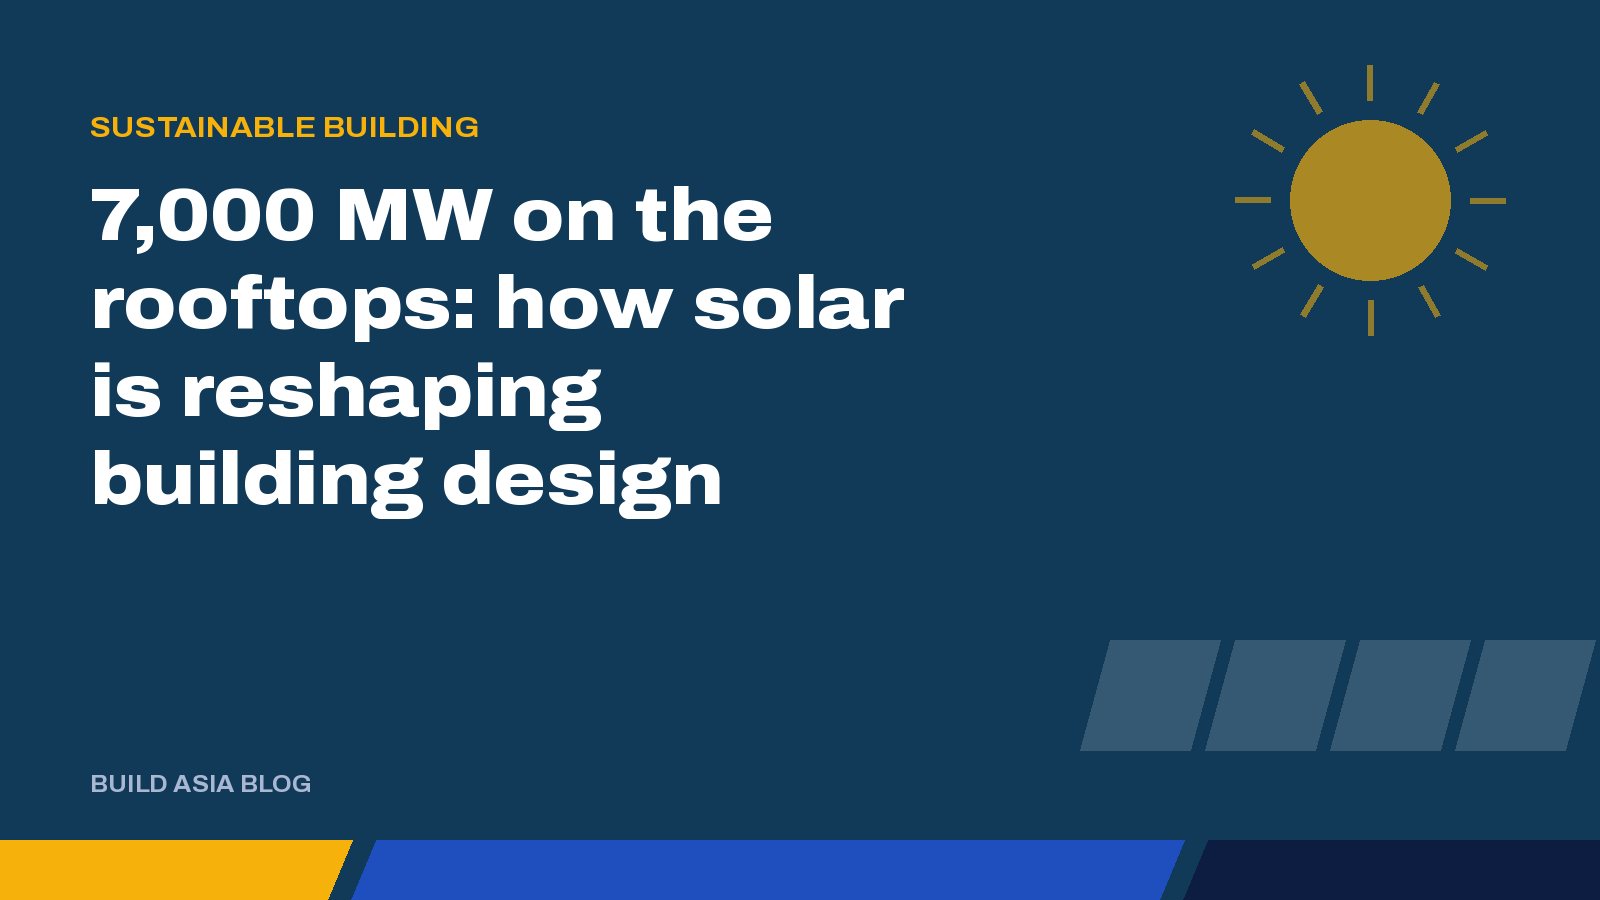 SUSTAINABLE BUILDING
7,000 MW on the
rooftops: how solar
is reshaping
building design
BUILD ASIA BLOG